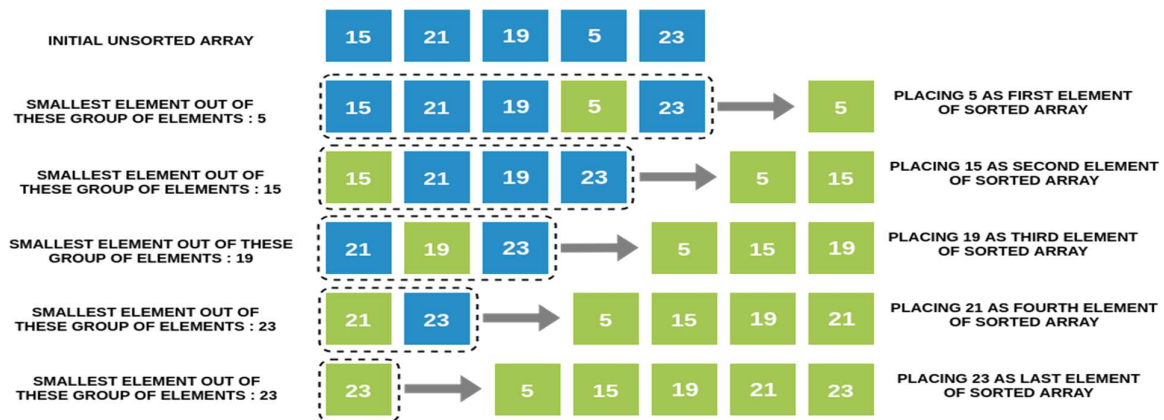 INITIAL UNSORTED ARRAY
15 21 19 5 23
SMALLEST ELEMENT OUT OF
THESE GROUP OF ELEMENTS : 5
15 21 19 5 23
5
PLACING 5 AS FIRST ELEMENT
OF SORTED ARRAY
SMALLEST ELEMENT OUT OF
THESE GROUP OF ELEMENTS : 15
15 21 19 23
5 15
PLACING 15 AS SECOND ELEMENT
OF SORTED ARRAY
SMALLEST ELEMENT OUT OF THESE
GROUP OF ELEMENTS : 19
21 19 23
5 15 19
PLACING 19 AS THIRD ELEMENT
OF SORTED ARRAY
SMALLEST ELEMENT OUT OF
THESE GROUP OF ELEMENTS : 23
21 23
5 15 19 21
PLACING 21 AS FOURTH ELEMENT
OF SORTED ARRAY
SMALLEST ELEMENT OUT OF
THESE GROUP OF ELEMENTS : 23
23
5 15 19 21 23
PLACING 23 AS LAST ELEMENT
OF SORTED ARRAY